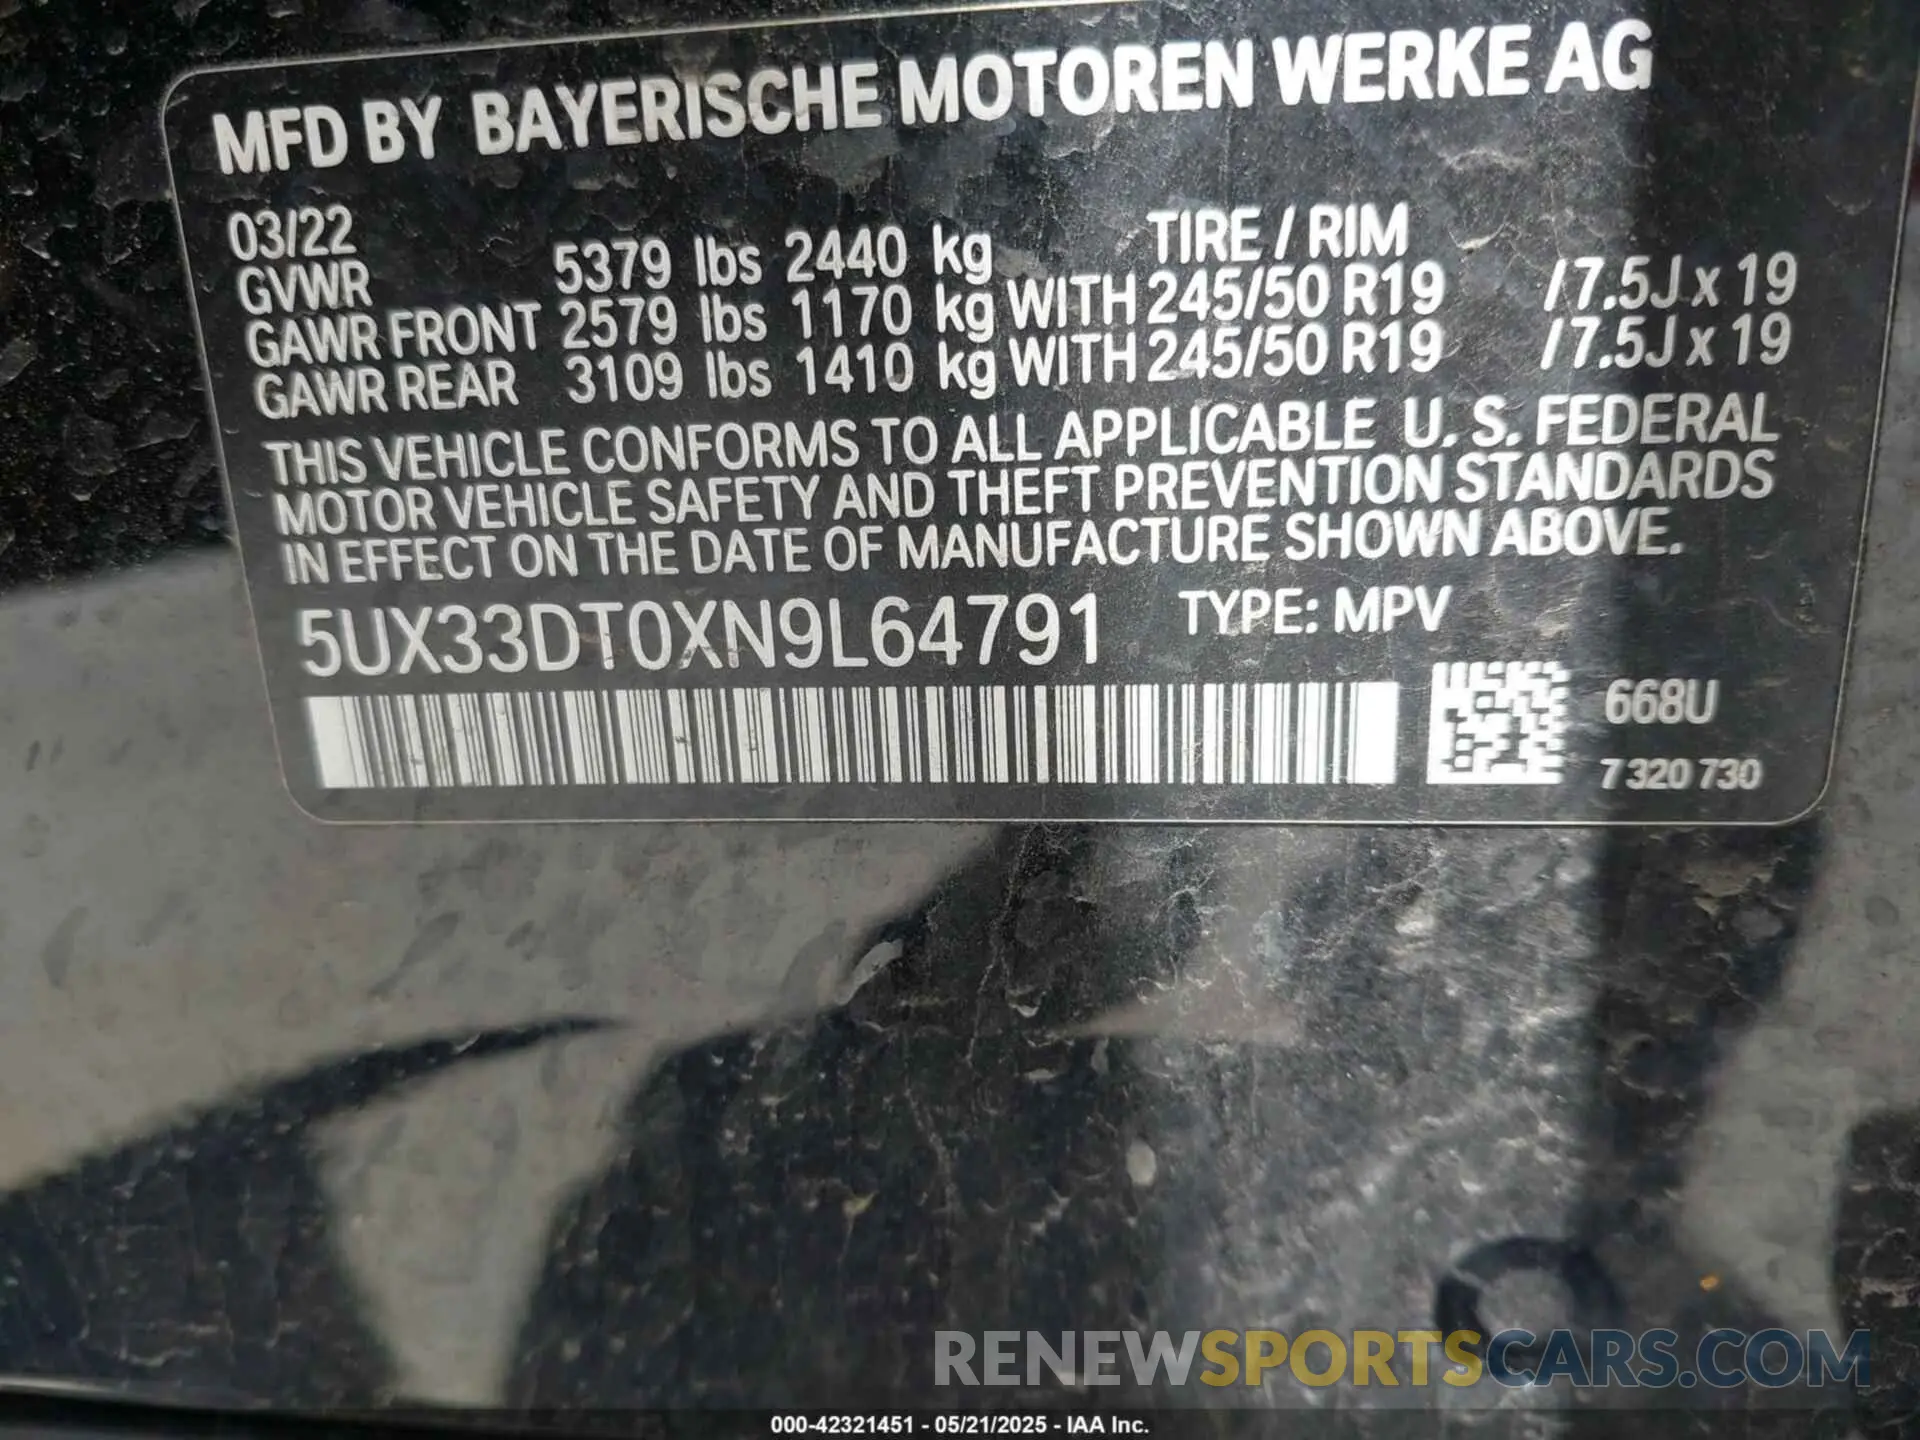 MFD BY BAYERISCHE MOTOREN WERKE AG
03/22 TIRE / RIM
GVWR 5379 lbs 2440 kg
GAWR FRONT 2579 lbs 1170 kg WITH 245/50 R19 / 7.5J x 19
GAWR REAR 3109 lbs 1410 kg WITH 245/50 R19 / 7.5J x 19
THIS VEHICLE CONFORMS TO ALL APPLICABLE U. S. FEDERAL
MOTOR VEHICLE SAFETY AND THEFT PREVENTION STANDARDS
IN EFFECT ON THE DATE OF MANUFACTURE SHOWN ABOVE.
5UX33DT0XN9L64791 TYPE: MPV
668U
7 320 730
RENEWSPORTSCARS.COM
000-42321451 - 05/21/2025 - IAA Inc.